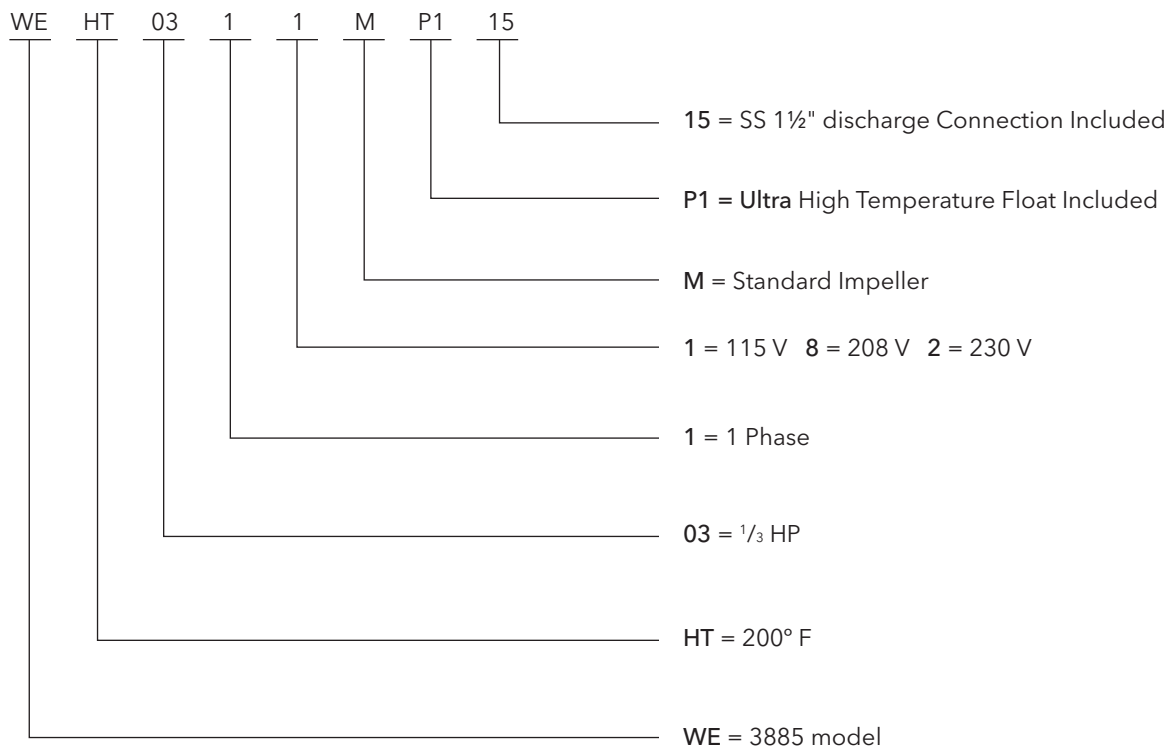 WE HT 03 1 1 M P1 15
15 = SS 1½" discharge Connection Included
P1 = Ultra High Temperature Float Included
M = Standard Impeller
1 = 115 V 8 = 208 V 2 = 230 V
1 = 1 Phase
03 = 1/3 HP
HT = 200º F
WE = 3885 model